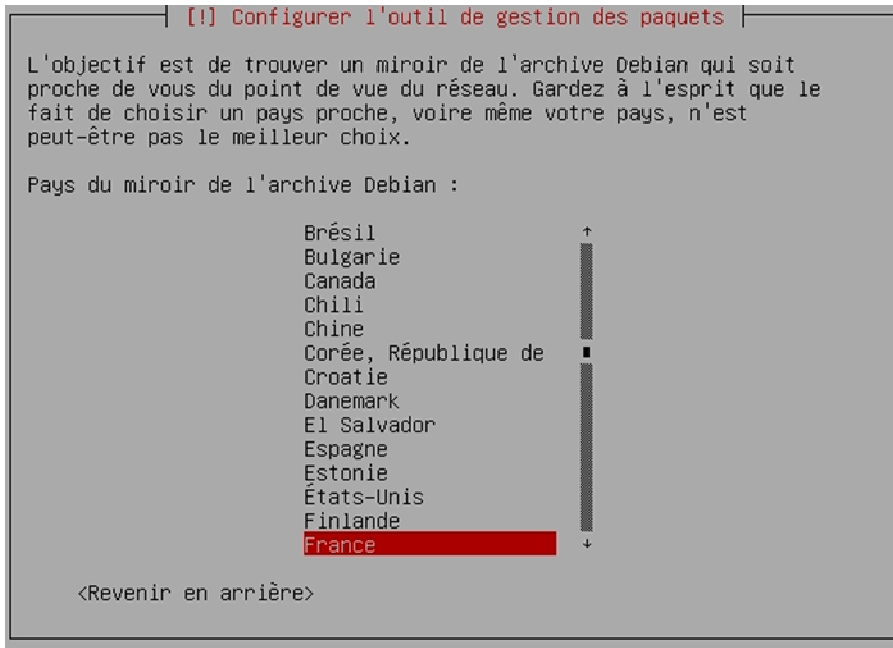 [!] Configurer l'outil de gestion des paquets
L'objectif est de trouver un miroir de l'archive Debian qui soit
proche de vous du point de vue du réseau. Gardez à l'esprit que le
fait de choisir un pays proche, voire même votre pays, n'est
peut-être pas le meilleur choix.
Pays du miroir de l'archive Debian :
Brésil
Bulgarie
Canada
Chili
Chine
Corée, République de
Croatie
Danemark
El Salvador
Espagne
Estonie
États-Unis
Finlande
France
<Revenir en arrière>